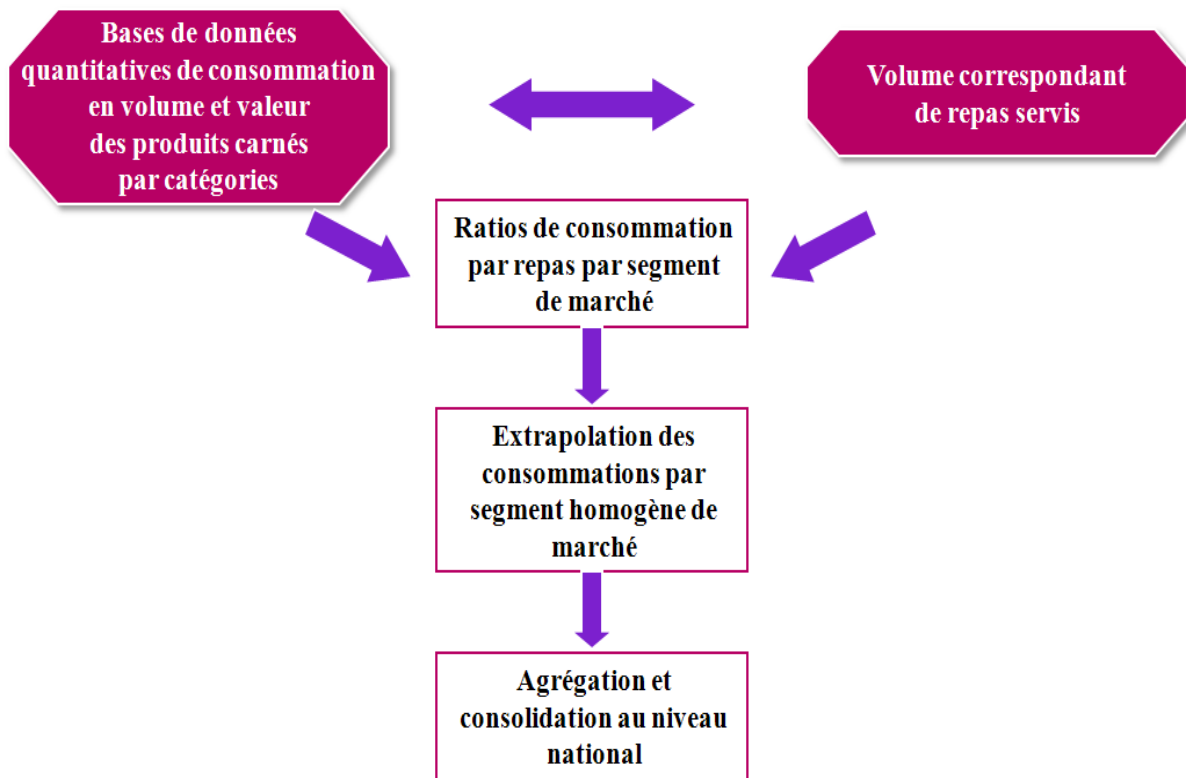 Bases de données
quantitatives de consommation
en volume et valeur
des produits carnés
par catégories
Volume correspondant
de repas servis
Ratios de consommation
par repas par segment
de marché
Extrapolation des
consommations par
segment homogène de
marché
Agrégation et
consolidation au niveau
national